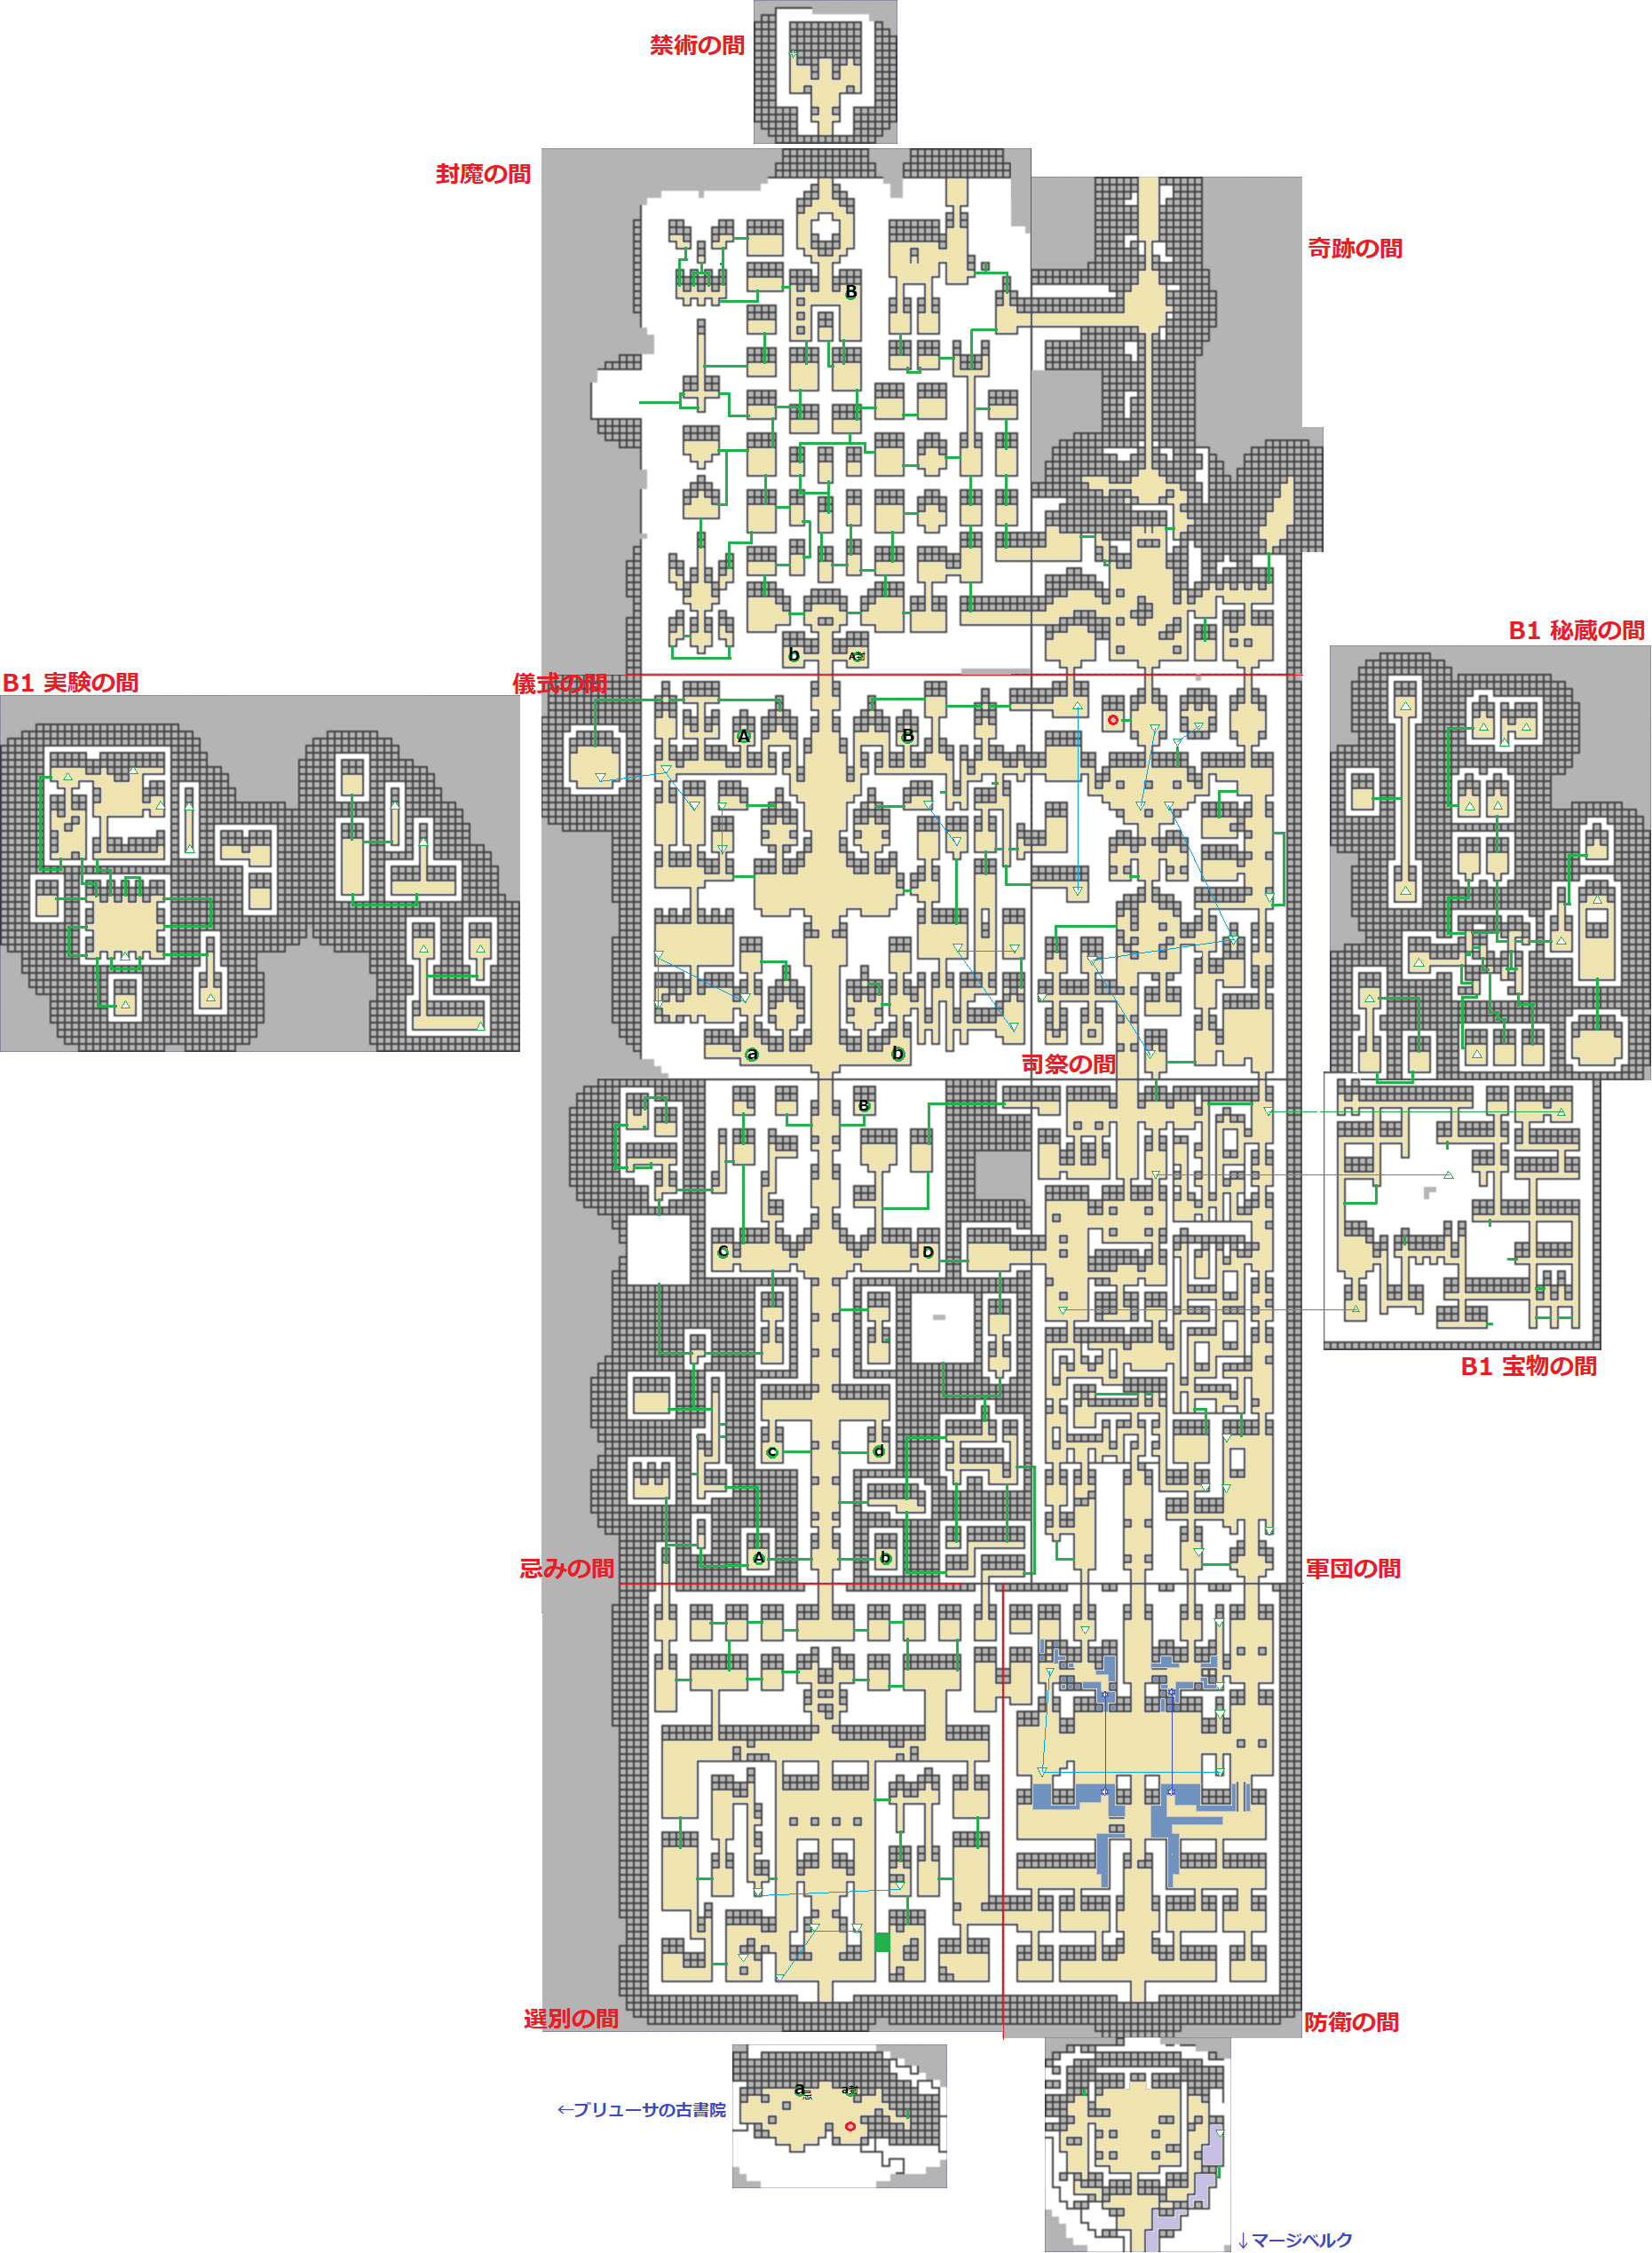 禁術の間
封魔の間
奇跡の間
B
B1 秘蔵の間
b
B1 実験の間
儀式の間
A
B
a
b
司祭の間
B
C
D
B1 宝物の間
c
d
A
b
忌みの間
軍団の間
選別の間
防衛の間
a
←ブリューサの古書院
↓マージベルク